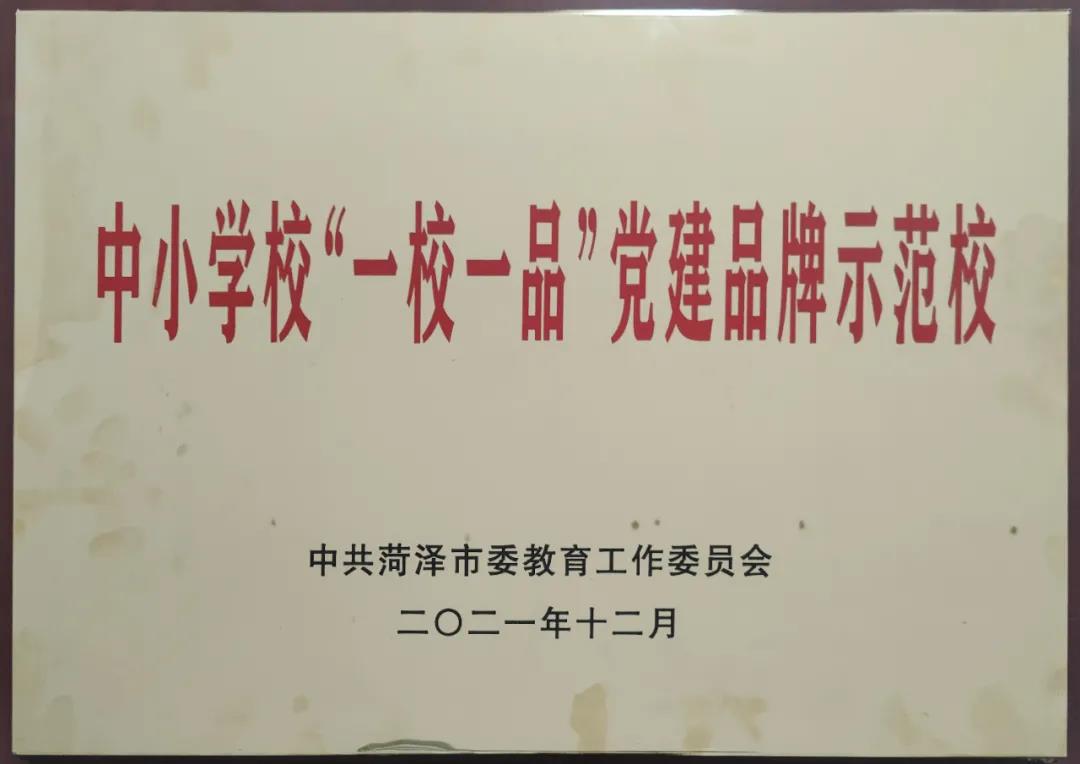 中小学校“一校一品”党建品牌示范校
中共菏泽市委教育工作委员会
二〇二一年十二月